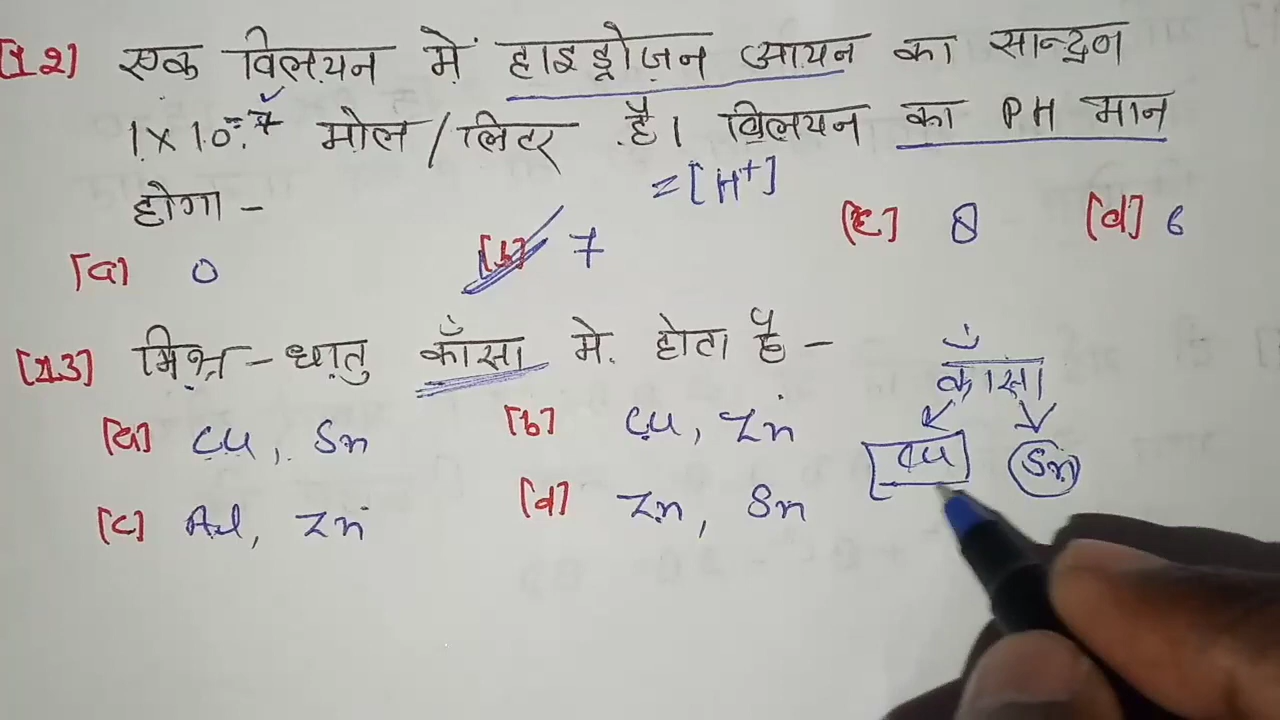 [12) एक विलयन में हाइड्रोजन आयन का सान्द्रण
1 x 10⁻⁷ मोल / लिटर है। विलयन का PH मान
होगा -
= [H⁺]
[a) 0 [b] 7 [c] 8 [d] 6
[13) मिश्र - धातु काँसा में होता है -
[a] Cu, Sn [b] Cu, Zn
[c] Al, Zn [d] Zn, Sn
काँसा
Cu Sn